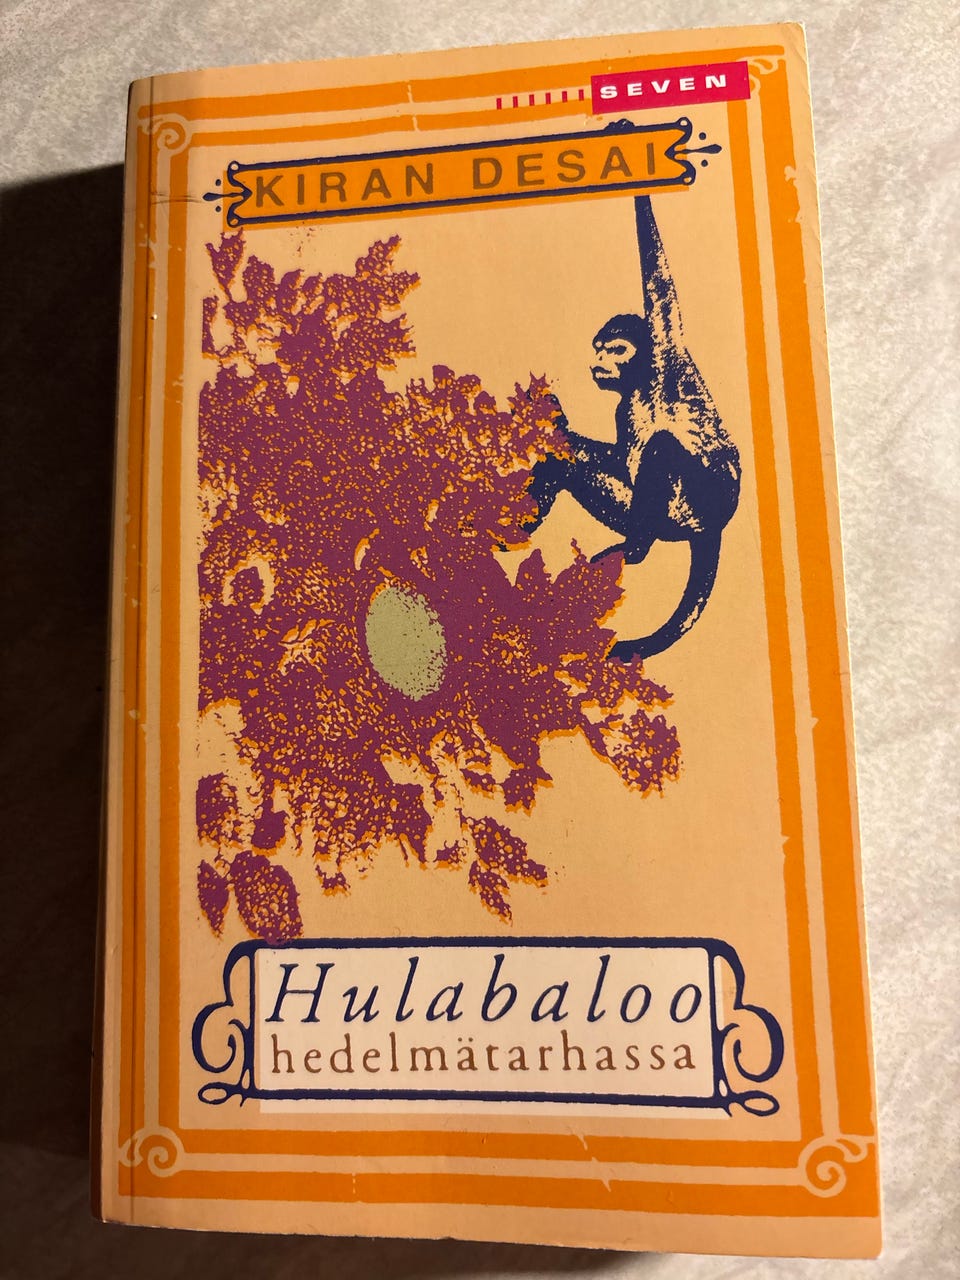 SEVEN
KIRAN DESAI
Hulabaloo
hedelmätarhassa